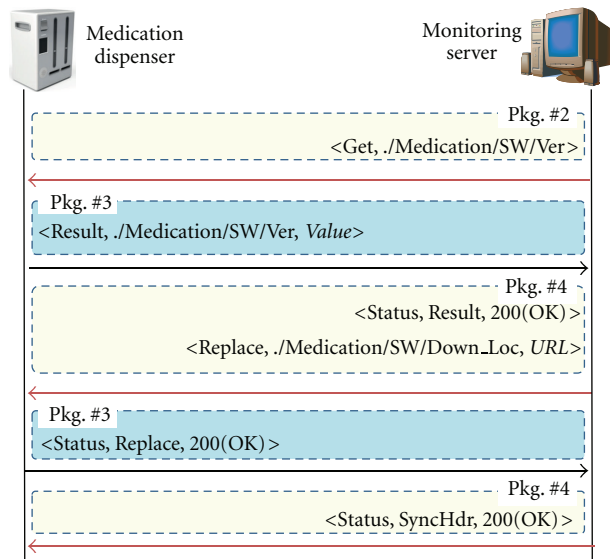 Medication
dispenser
Monitoring
server
Pkg. #2
<Get, ./Medication/SW/Ver>
Pkg. #3
<Result, ./Medication/SW/Ver, Value>
Pkg. #4
<Status, Result, 200(OK)>
<Replace, ./Medication/SW/Down_Loc, URL>
Pkg. #3
<Status, Replace, 200(OK)>
Pkg. #4
<Status, SyncHdr, 200(OK)>